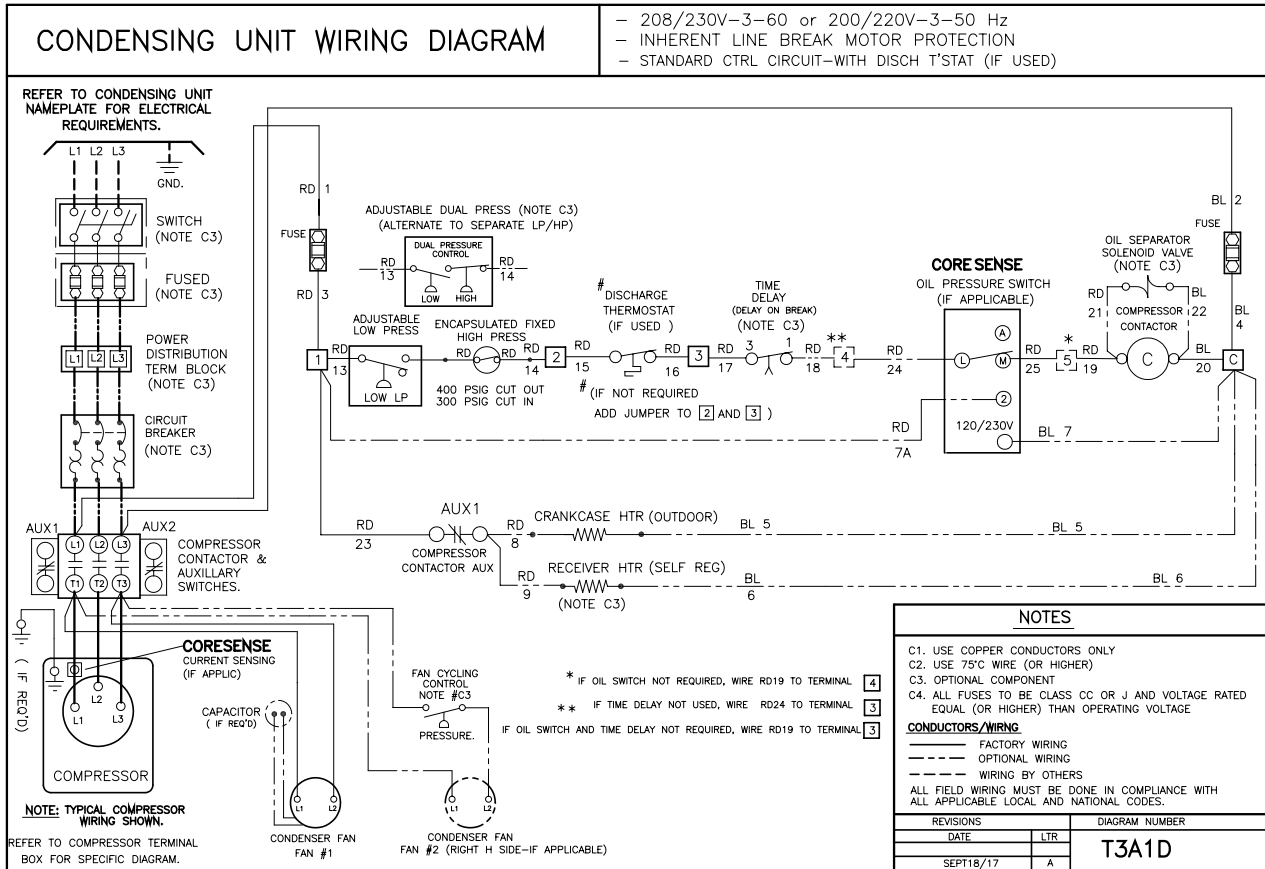 CONDENSING UNIT WIRING DIAGRAM
- 208/230V-3-60 or 200/220V-3-50 Hz
- INHERENT LINE BREAK MOTOR PROTECTION
- STANDARD CTRL CIRCUIT-WITH DISCH T'STAT (IF USED)
REFER TO CONDENSING UNIT
NAMEPLATE FOR ELECTRICAL
REQUIREMENTS.
L1 L2 L3
GND.
SWITCH
(NOTE C3)
FUSED
(NOTE C3)
L1 L2 L3
POWER
DISTRIBUTION
TERM BLOCK
(NOTE C3)
CIRCUIT
BREAKER
(NOTE C3)
AUX1
AUX2
L1 L2 L3
T1 T2 T3
COMPRESSOR
CONTACTOR &
AUXILLARY
SWITCHES.
( IF REQ'D)
CORESENSE
CURRENT SENSING
(IF APPLIC)
L1
L2
L3
COMPRESSOR
NOTE: TYPICAL COMPRESSOR
WIRING SHOWN.
REFER TO COMPRESSOR TERMINAL
BOX FOR SPECIFIC DIAGRAM.
CAPACITOR
( IF REQ'D)
L1 L2
CONDENSER FAN
FAN #1
FAN CYCLING
CONTROL
NOTE #C3
PRESSURE.
L1 L2
CONDENSER FAN
FAN #2 (RIGHT H SIDE-IF APPLICABLE)
RD 1
FUSE
RD 3
1
ADJUSTABLE DUAL PRESS (NOTE C3)
(ALTERNATE TO SEPARATE LP/HP)
DUAL PRESSURE
CONTROL
RD
13
RD
14
LOW HIGH
ADJUSTABLE
LOW PRESS
RD
13
LOW LP
ENCAPSULATED FIXED
HIGH PRESS
RD RD
14
400 PSIG CUT OUT
300 PSIG CUT IN
2
RD
15
# DISCHARGE
THERMOSTAT
(IF USED )
RD
16
# (IF NOT REQUIRED
ADD JUMPER TO 2 AND 3 )
3
RD
17
TIME
DELAY
(DELAY ON BREAK)
(NOTE C3)
3 1
RD
18
**
4
RD
24
CORE SENSE
OIL PRESSURE SWITCH
(IF APPLICABLE)
A
L
M
2
120/230V
RD
25
*
5
RD
19
OIL SEPARATOR
SOLENOID VALVE
(NOTE C3)
RD
21
BL
22
COMPRESSOR
CONTACTOR
C
BL
20
C
BL 2
FUSE
BL
4
RD
7A
BL 7
RD
23
AUX1
COMPRESSOR
CONTACTOR AUX
RD
8
CRANKCASE HTR (OUTDOOR)
BL 5
BL 5
RD
9
RECEIVER HTR (SELF REG)
(NOTE C3)
BL
6
BL 6
* IF OIL SWITCH NOT REQUIRED, WIRE RD19 TO TERMINAL 4
** IF TIME DELAY NOT USED, WIRE RD24 TO TERMINAL 3
IF OIL SWITCH AND TIME DELAY NOT REQUIRED, WIRE RD19 TO TERMINAL 3
NOTES
C1. USE COPPER CONDUCTORS ONLY
C2. USE 75°C WIRE (OR HIGHER)
C3. OPTIONAL COMPONENT
C4. ALL FUSES TO BE CLASS CC OR J AND VOLTAGE RATED
EQUAL (OR HIGHER) THAN OPERATING VOLTAGE
CONDUCTORS/WIRNG
FACTORY WIRING
OPTIONAL WIRING
WIRING BY OTHERS
ALL FIELD WIRING MUST BE DONE IN COMPLIANCE WITH
ALL APPLICABLE LOCAL AND NATIONAL CODES.
REVISIONS
DIAGRAM NUMBER
DATE LTR
T3A1D
SEPT18/17 A